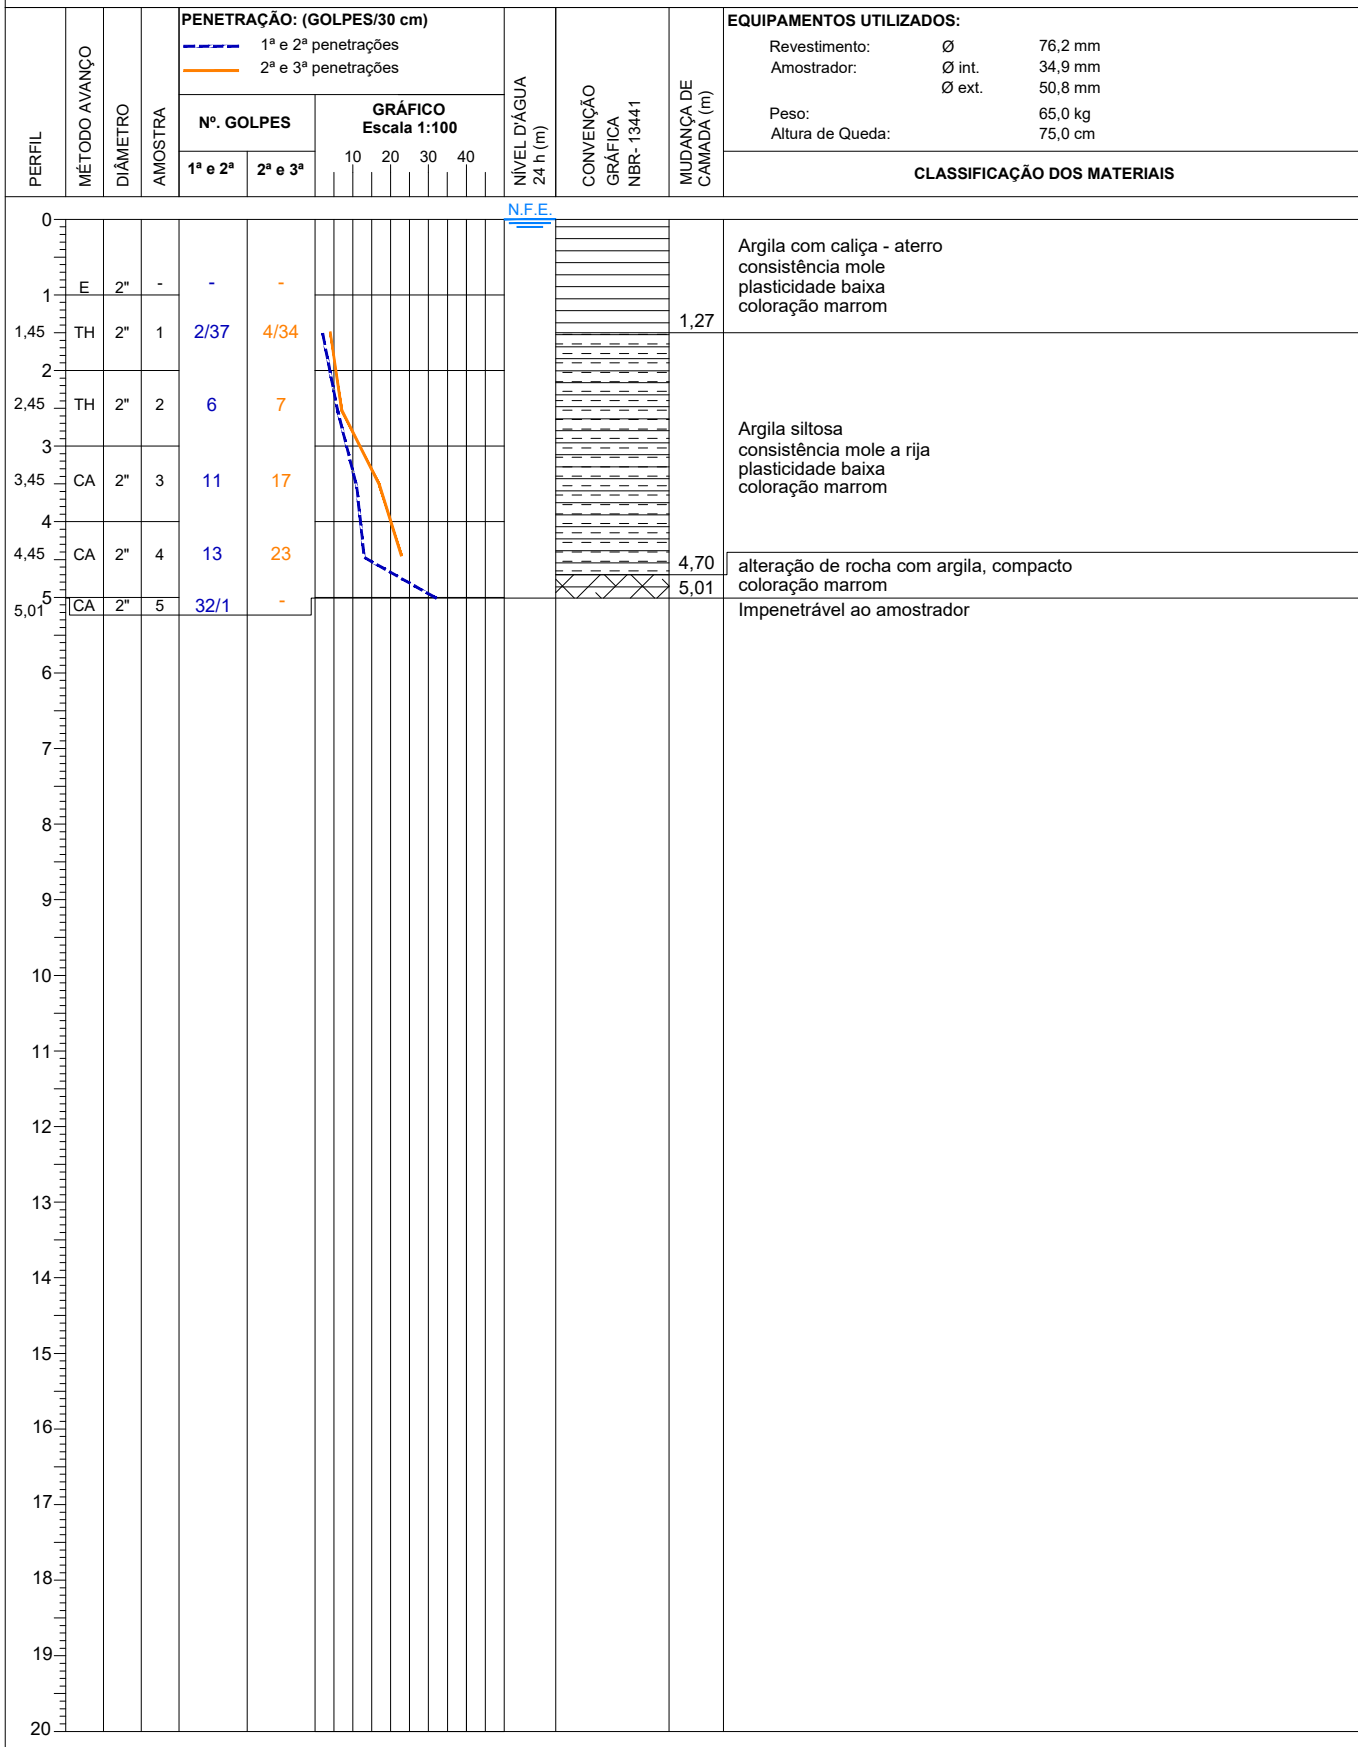 PENETRAÇÃO: (GOLPES/30 cm)
1ª e 2ª penetrações
2ª e 3ª penetrações
EQUIPAMENTOS UTILIZADOS:
Revestimento: Ø 76,2 mm
Amostrador: Ø int. 34,9 mm
Ø ext. 50,8 mm
Peso: 65,0 kg
Altura de Queda: 75,0 cm
PERFIL
MÉTODO AVANÇO
DIÂMETRO
AMOSTRA
Nº. GOLPES
1ª e 2ª 2ª e 3ª
GRÁFICO
Escala 1:100
10 20 30 40
NÍVEL D'ÁGUA
24 h (m)
CONVENÇÃO
GRÁFICA
NBR- 13441
MUDANÇA DE
CAMADA (m)
CLASSIFICAÇÃO DOS MATERIAIS
N.F.E.
0
Argila com caliça - aterro
consistência mole
plasticidade baixa
coloração marrom
E 2" - - -
1
1,27
1,45 TH 2" 1 2/37 4/34
2
2,45 TH 2" 2 6 7
Argila siltosa
consistência mole a rija
plasticidade baixa
coloração marrom
3
3,45 CA 2" 3 11 17
4
4,45 CA 2" 4 13 23
4,70 alteração de rocha com argila, compacto
5,01 coloração marrom
5
5,01 CA 2" 5 32/1 -
Impenetrável ao amostrador
6
7
8
9
10
11
12
13
14
15
16
17
18
19
20